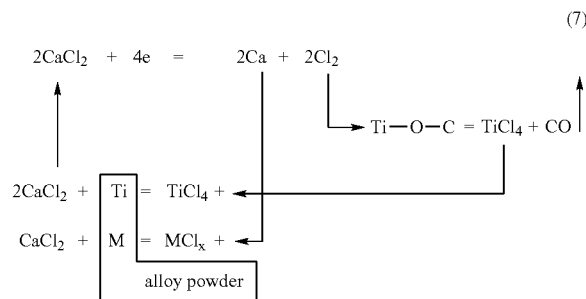 (7)
2CaCl₂ + 4e = 2Ca + 2Cl₂
Ti—O—C = TiCl₄ + CO
2CaCl₂ + Ti = TiCl₄ +
CaCl₂ + M = MClₓ +
alloy powder